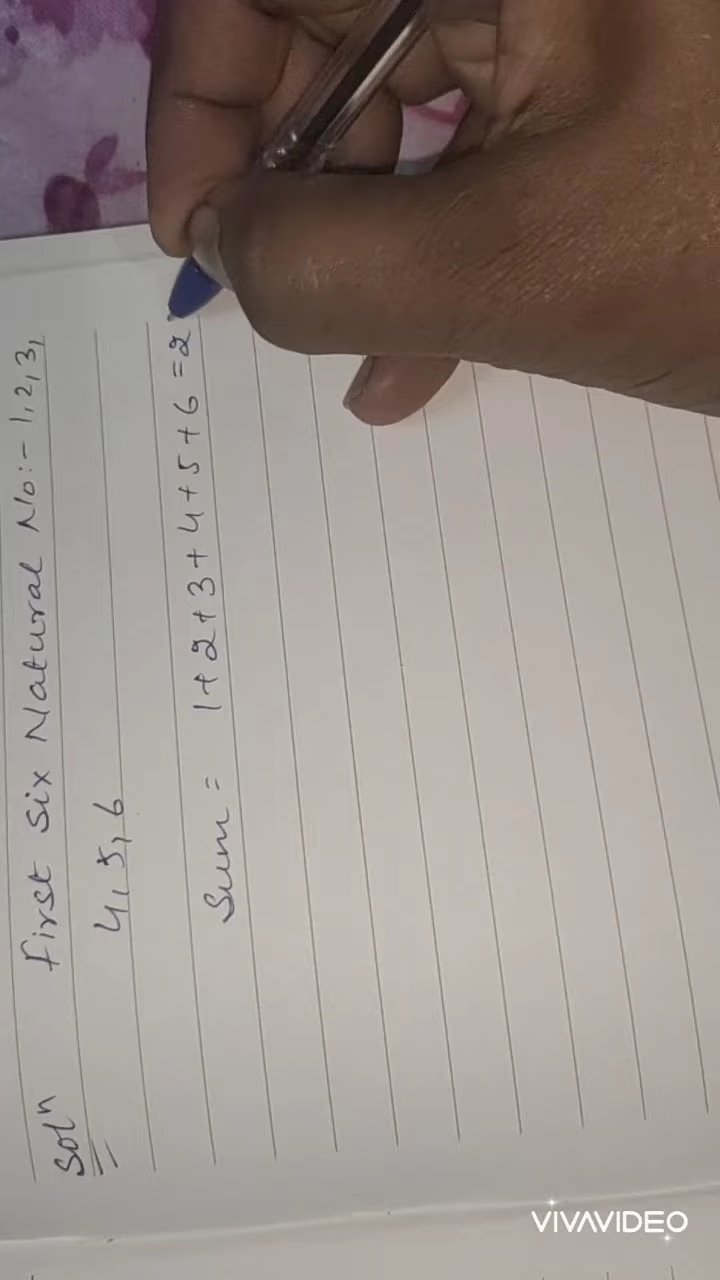 Solⁿ First Six Natural No:- 1, 2, 3,
4, 5, 6
Sum = 1+2+3+4+5+6 = 2
VIVAVIDEO